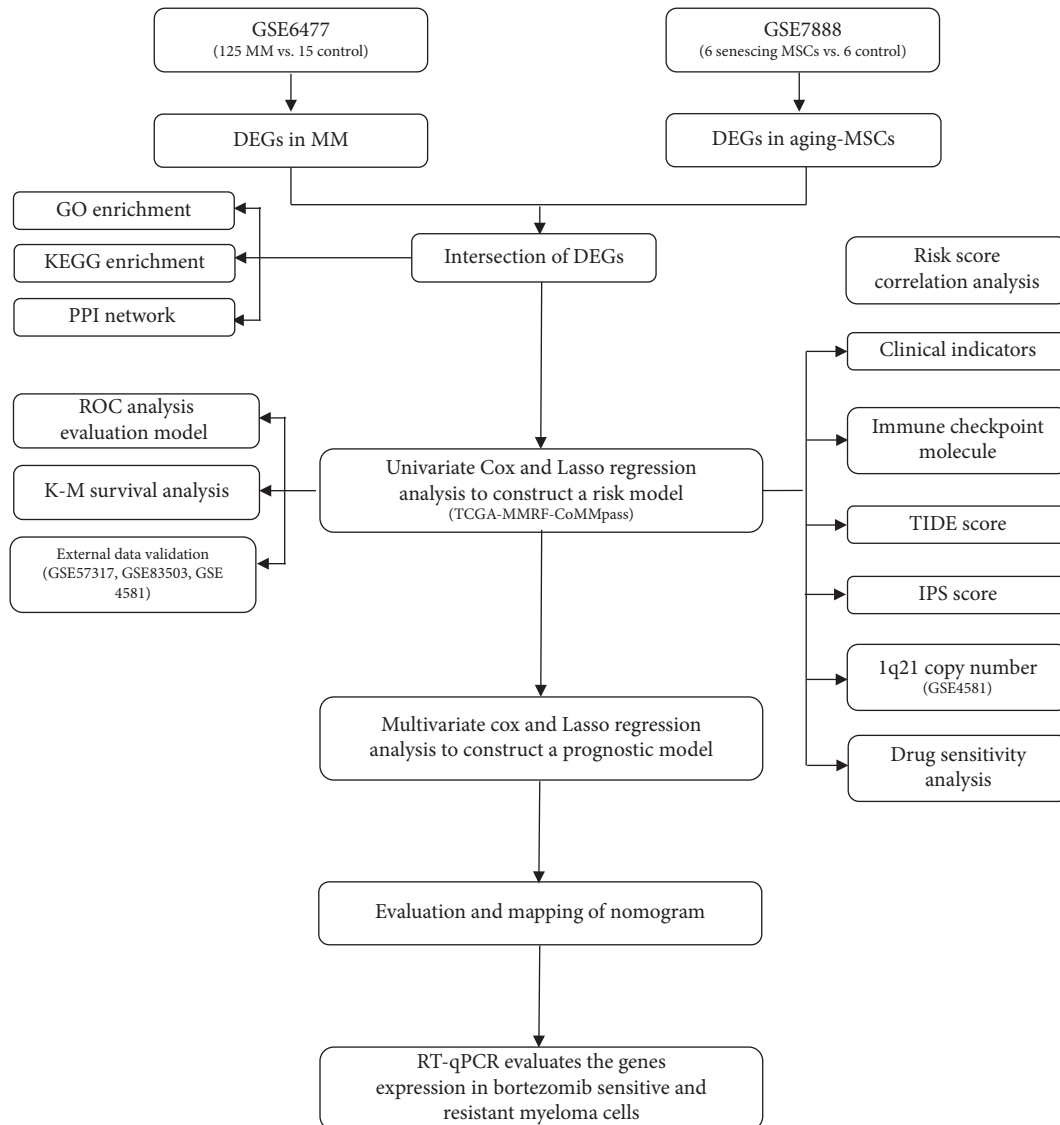 GSE6477
(125 MM vs. 15 control)
GSE7888
(6 senescing MSCs vs. 6 control)
DEGs in MM
DEGs in aging-MSCs
GO enrichment
KEGG enrichment
PPI network
Intersection of DEGs
Risk score
correlation analysis
Clinical indicators
Immune checkpoint
molecule
TIDE score
IPS score
1q21 copy number
(GSE4581)
Drug sensitivity
analysis
ROC analysis
evaluation model
K-M survival analysis
External data validation
(GSE57317, GSE83503, GSE
4581)
Univariate Cox and Lasso regression
analysis to construct a risk model
(TCGA-MMRF-CoMMpass)
Multivariate cox and Lasso regression
analysis to construct a prognostic model
Evaluation and mapping of nomogram
RT-qPCR evaluates the genes
expression in bortezomib sensitive and
resistant myeloma cells